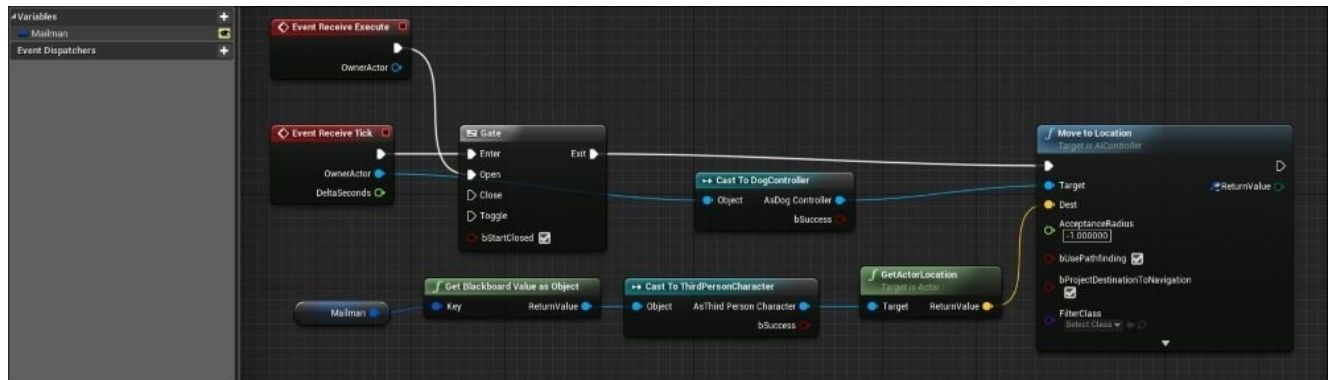 Variables
Mailman
Event Dispatchers
Event Receive Execute
OwnerActor
Event Receive Tick
OwnerActor
DeltaSeconds
Gate
Enter Exit
Open
Close
Toggle
bStartClosed
Cast To DogController
Object AsDog Controller
bSuccess
Move to Location
Target is AIController
Target ReturnValue
Dest
AcceptanceRadius
-1.000000
bUsePathfinding
bProjectDestinationToNavigation
FilterClass
Select Class
Mailman
Get Blackboard Value as Object
Key ReturnValue
Cast To ThirdPersonCharacter
Object AsThird Person Character
bSuccess
GetActorLocation
Target is Actor
Target ReturnValue